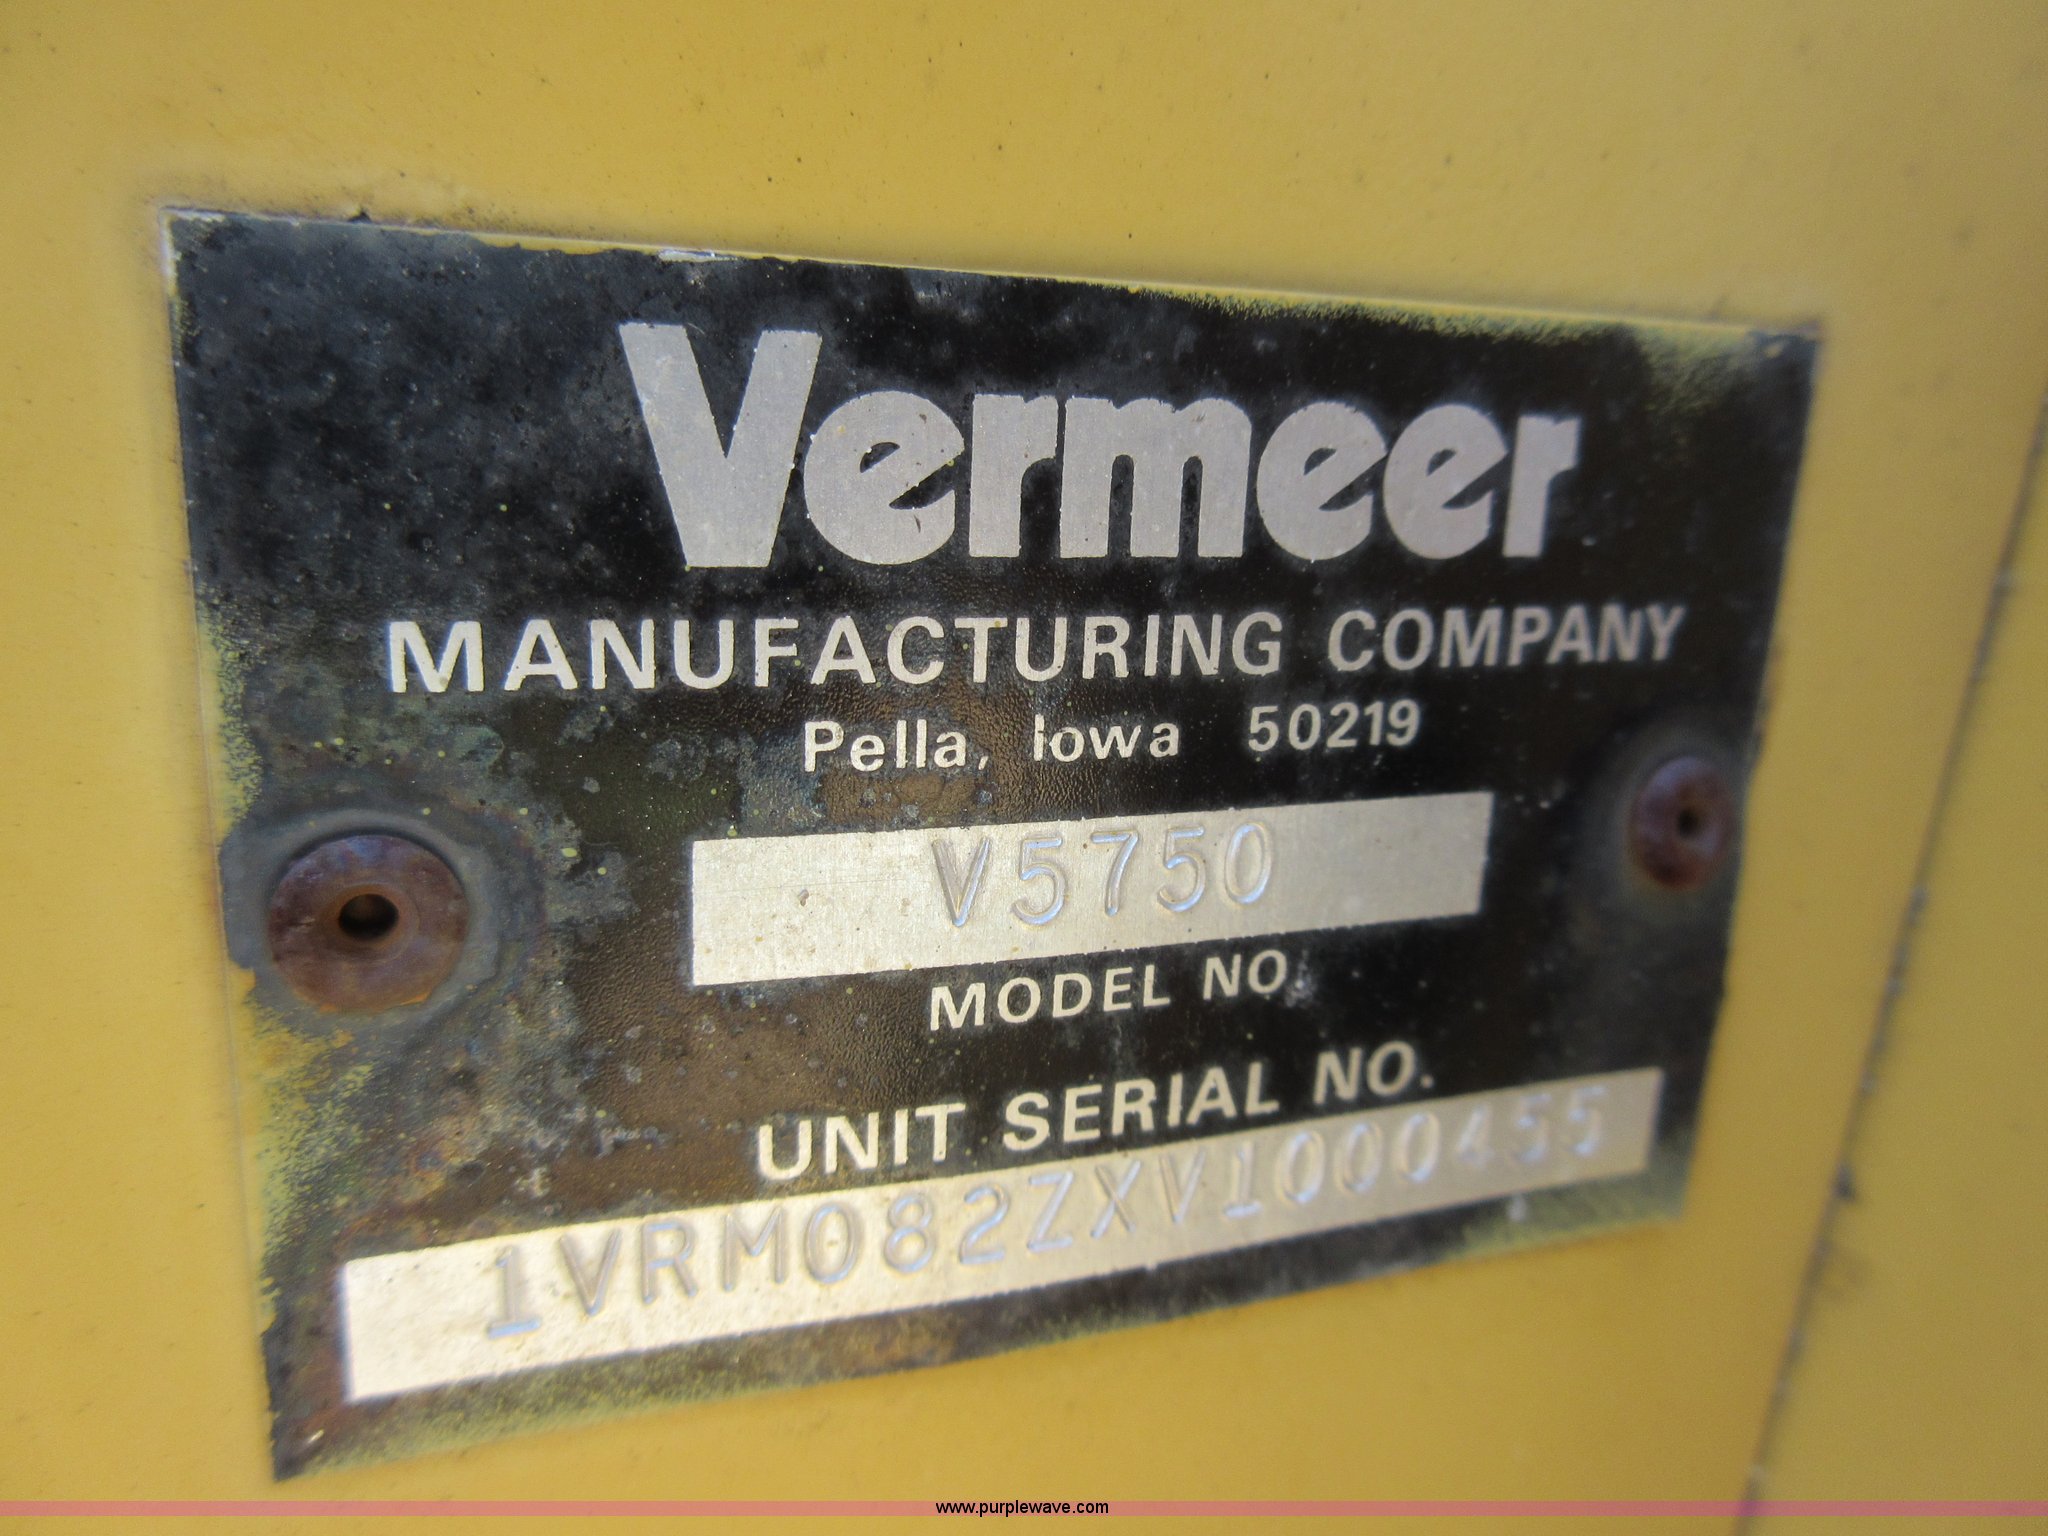 Vermeer
MANUFACTURING COMPANY
Pella, Iowa 50219
V5750
MODEL NO
UNIT SERIAL NO.
1VRM082ZXV1000455
www.purplewave.com